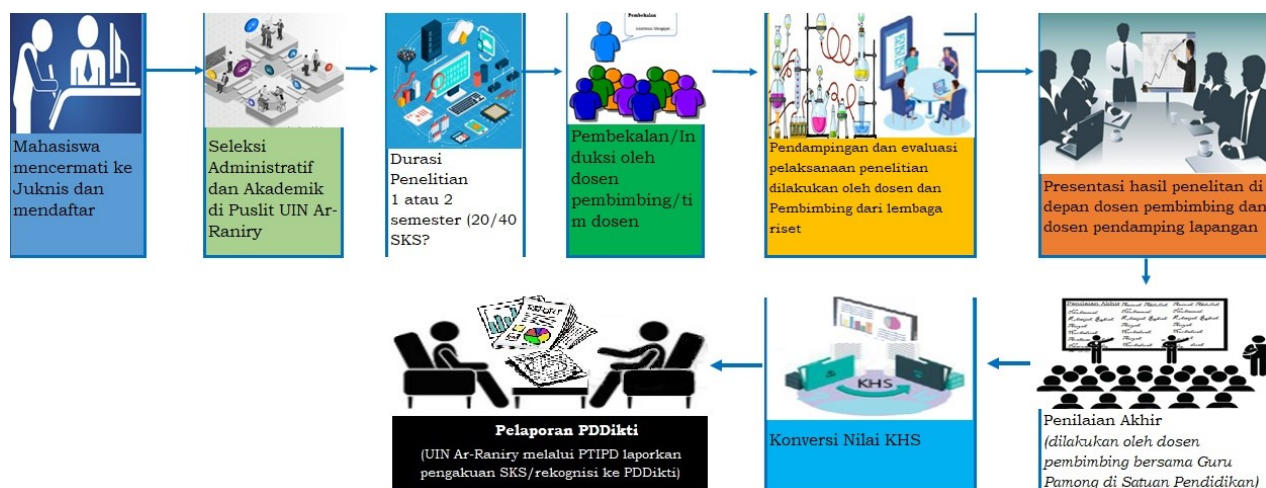 Mahasiswa
mencermati ke
Juknis dan
mendaftar
Seleksi
Administratif
dan Akademik
di Puslit UIN Ar-
Raniry
Durasi
Penelitian
1 atau 2
semester (20/40
SKS?
Pembekalan
Pembekalan/In
duksi oleh
dosen
pembimbing/ti
m dosen
Pendampingan dan evaluasi
pelaksanaan penelitian
dilakukan oleh dosen dan
Pembimbing dari lembaga
riset
Presentasi hasil penelitan di
depan dosen pembimbing dan
dosen pendamping lapangan
Penilaian Akhir
Penilaian Akhir
(dilakukan oleh dosen
pembimbing bersama Guru
Pamong di Satuan Pendidikan)
KHS
Konversi Nilai KHS
REPORT
Pelaporan PDDikti
(UIN Ar-Raniry melalui PTIPD laporkan
pengakuan SKS/rekognisi ke PDDikti)